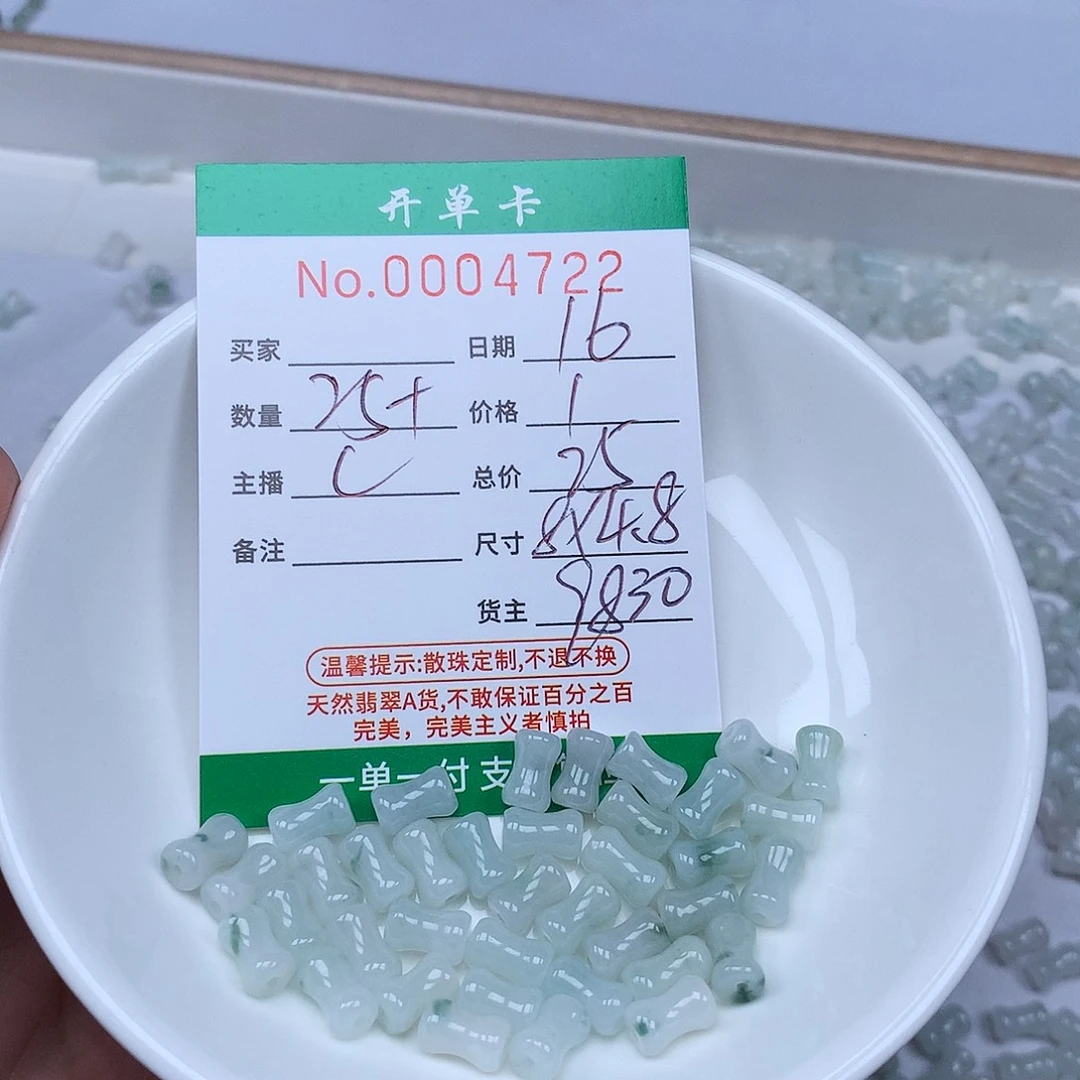 开单卡
No.0004722
买家 日期 16
数量 25+ 价格 1
主播 C 总价 25
备注 尺寸 8X4.8
货主 9830
温馨提示:散珠定制,不退不换
天然翡翠A货,不敢保证百分之百
完美，完美主义者慎拍
一单一付 支